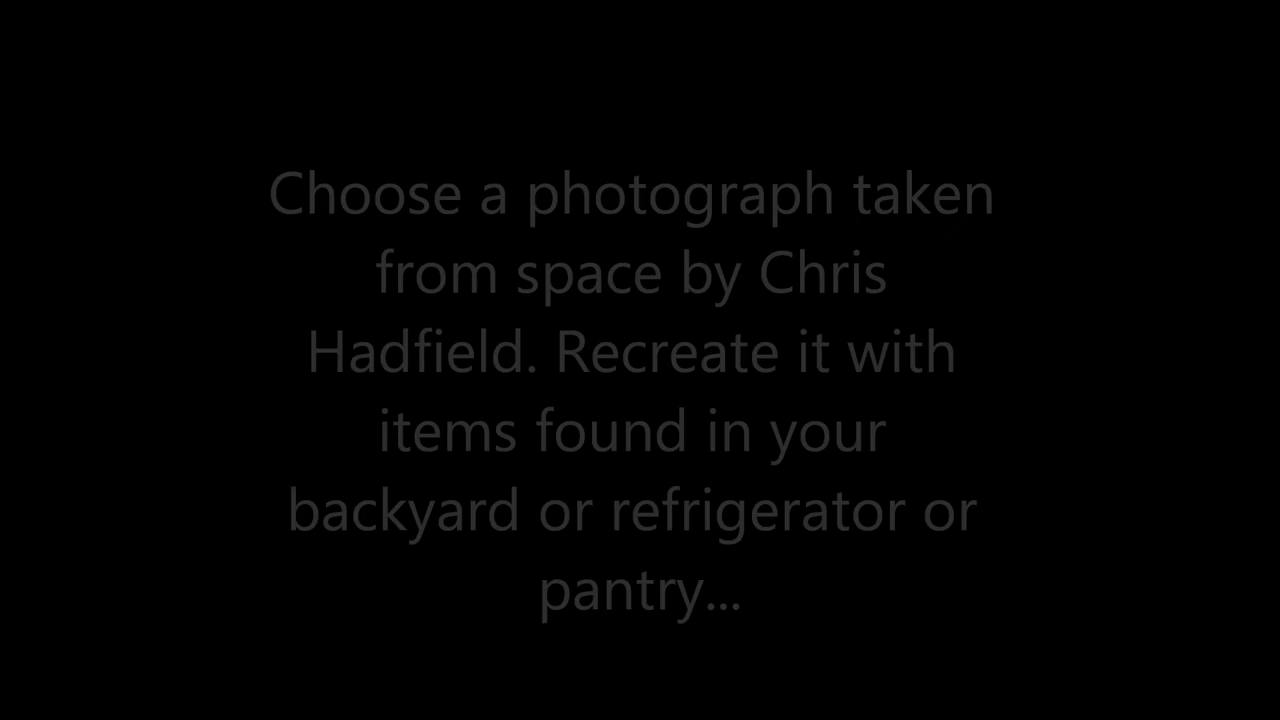 Choose a photograph taken
from space by Chris
Hadfield. Recreate it with
items found in your
backyard or refrigerator or
pantry...